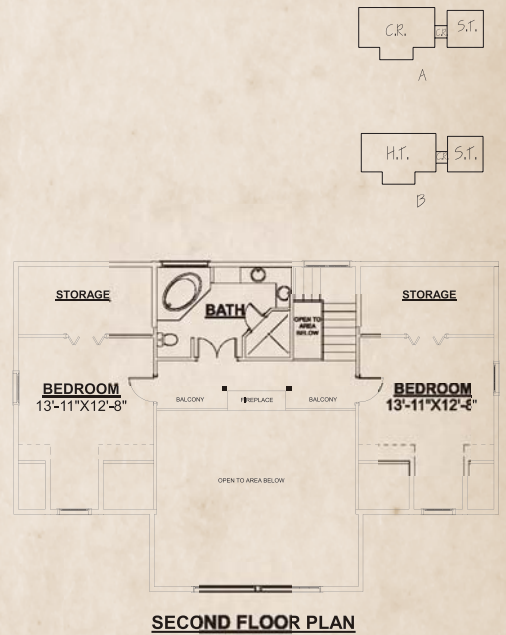 C.R.
C.R.
S.T.
A
H.T.
C.R.
S.T.
B
STORAGE
STORAGE
BATH
OPEN TO
AREA
BELOW
BEDROOM
13'-11"X12'-8"
BEDROOM
13'-11"X12'-8"
BALCONY
FIREPLACE
BALCONY
OPEN TO AREA BELOW
SECOND FLOOR PLAN